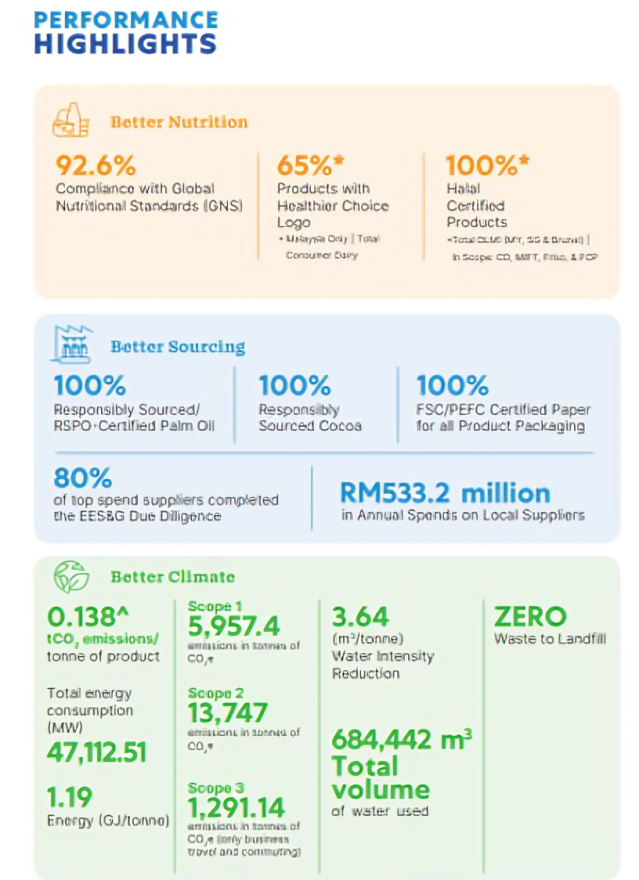 PERFORMANCE
HIGHLIGHTS
Better Nutrition
92.6%
Compliance with Global
Nutritional Standards (GNS)
65%*
Products with
Healthier Choice
Logo
* Malaysia Only | Total
Consumer Dairy
100%*
Halal
Certified
Products
*Total DLMI (MY, SG & Brunei) |
In Scope: CD, MIFT, Friso, & FCP
Better Sourcing
100%
Responsibly Sourced/
RSPO-Certified Palm Oil
100%
Responsibly
Sourced Cocoa
100%
FSC/PEFC Certified Paper
for all Product Packaging
80%
of top spend suppliers completed
the EES&G Due Diligence
RM533.2 million
in Annual Spends on Local Suppliers
Better Climate
0.138^
tCO₂ emissions/
tonne of product
Total energy
consumption
(MW)
47,112.51
1.19
Energy (GJ/tonne)
Scope 1
5,957.4
emissions in tonnes of
CO₂e
Scope 2
13,747
emissions in tonnes of
CO₂e
Scope 3
1,291.14
emissions in tonnes of
CO₂e (only business
travel and commuting)
3.64
(m³/tonne)
Water Intensity
Reduction
684,442 m³
Total
volume
of water used
ZERO
Waste to Landfill